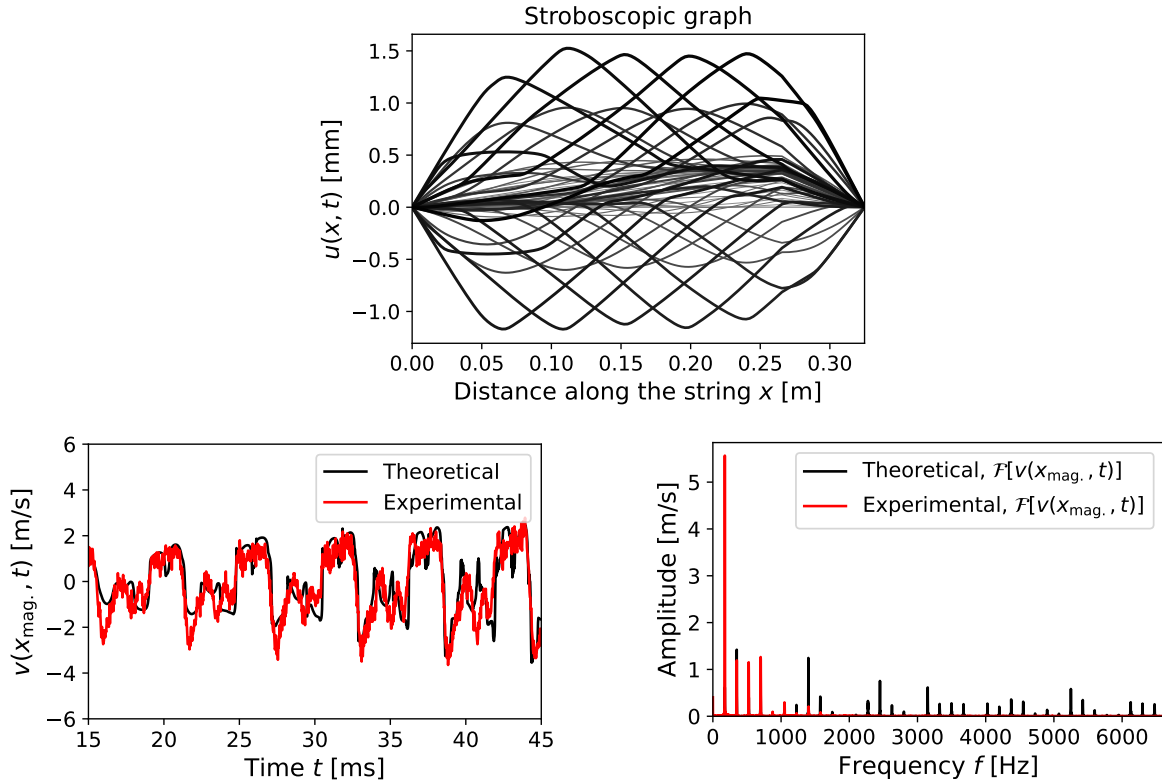 Stroboscopic graph
u(x, t) [mm]
1.5
1.0
0.5
0.0
−0.5
−1.0
0.00 0.05 0.10 0.15 0.20 0.25 0.30
Distance along the string x [m]
v(x_mag., t) [m/s]
6
4
2
0
−2
−4
−6
Theoretical
Experimental
15 20 25 30 35 40 45
Time t [ms]
Amplitude [m/s]
5
4
3
2
1
0
Theoretical, ℱ[v(x_mag., t)]
Experimental, ℱ[v(x_mag., t)]
0 1000 2000 3000 4000 5000 6000
Frequency f [Hz]